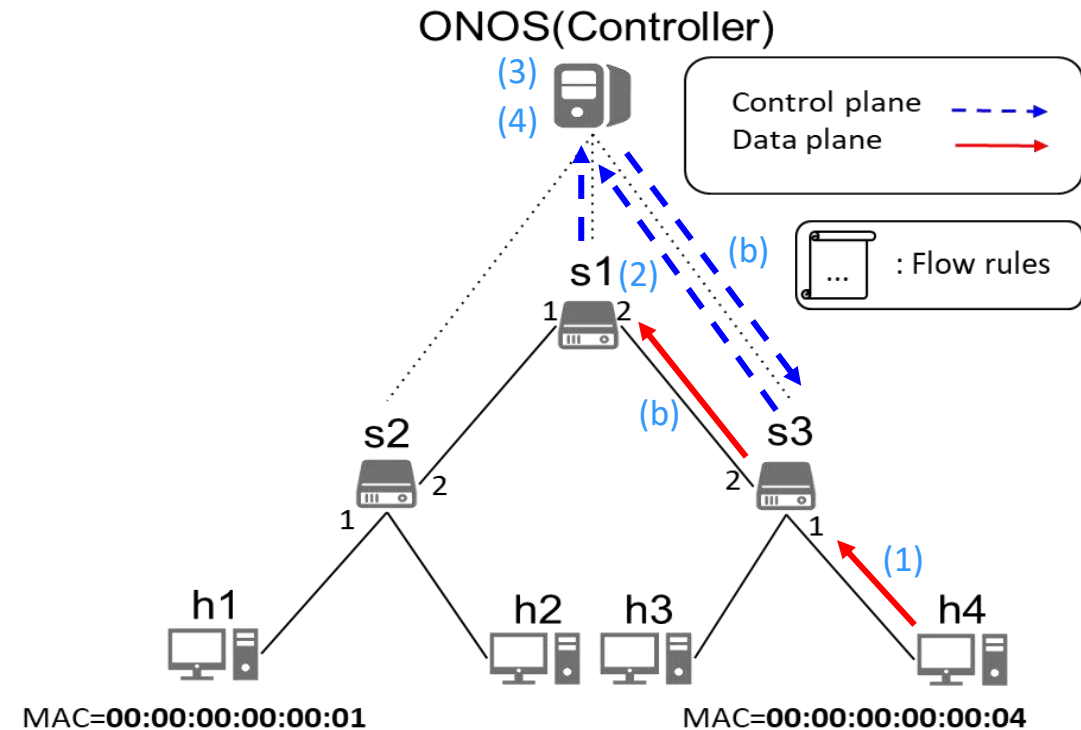 ONOS(Controller)
(3)
(4)
Control plane
Data plane
(b)
... : Flow rules
s1 (2)
1 2
(b)
s2
s3
2
2
1
1
(1)
h1
h2
h3
h4
MAC=00:00:00:00:00:01
MAC=00:00:00:00:00:04